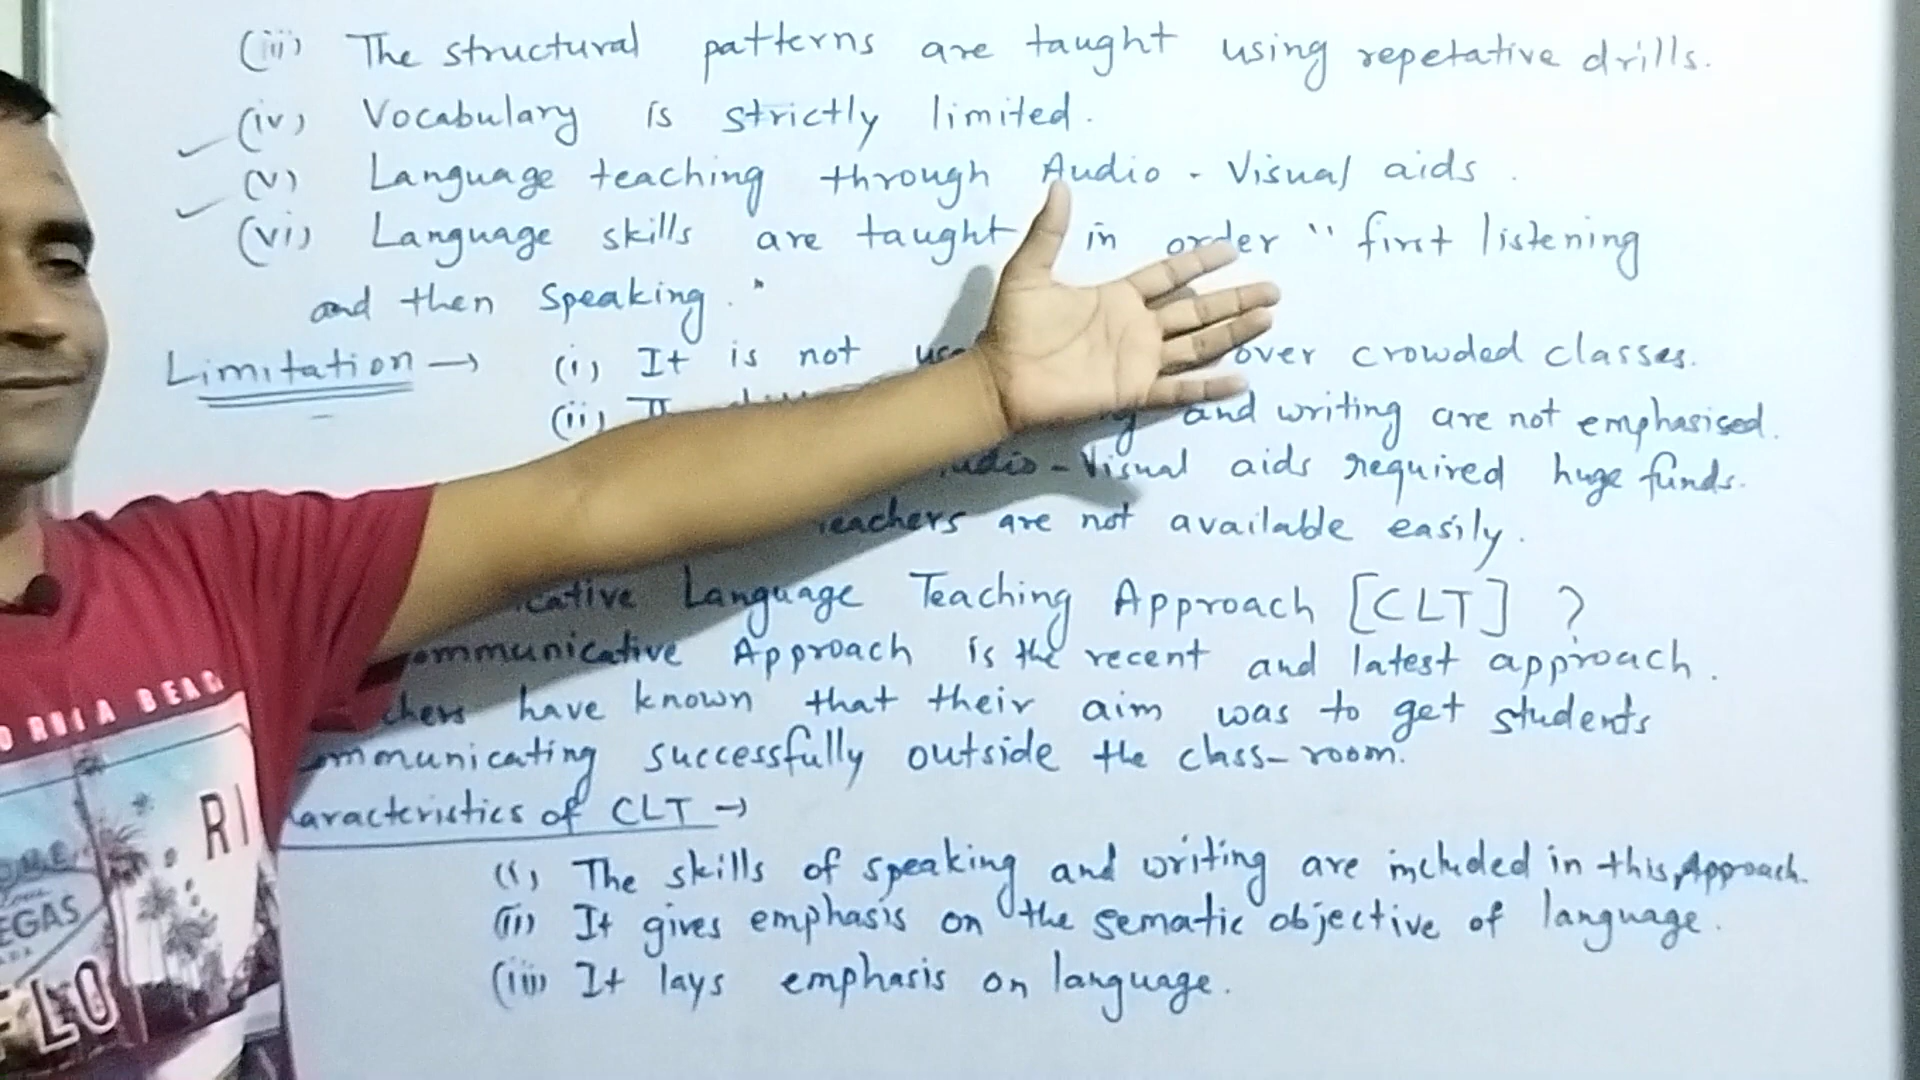 (iii) The structural patterns are taught using repetative drills.
(iv) Vocabulary is strictly limited.
(v) Language teaching through Audio - Visual aids.
(vi) Language skills are taught in order "first listening
and then speaking."
Limitation → (i) It is not over crowded classes.
(ii) and writing are not emphasised.
Visual aids required huge funds.
are not available easily.
Language Teaching Approach [CLT] ?
Approach is the recent and latest approach.
have known that their aim was to get students
successfully outside the class-room.
of CLT →
(i) The skills of speaking and writing are included in this Approach.
(ii) It gives emphasis on the sematic objective of language.
(iii) It lays emphasis on language.
RI
EGAS
FLO